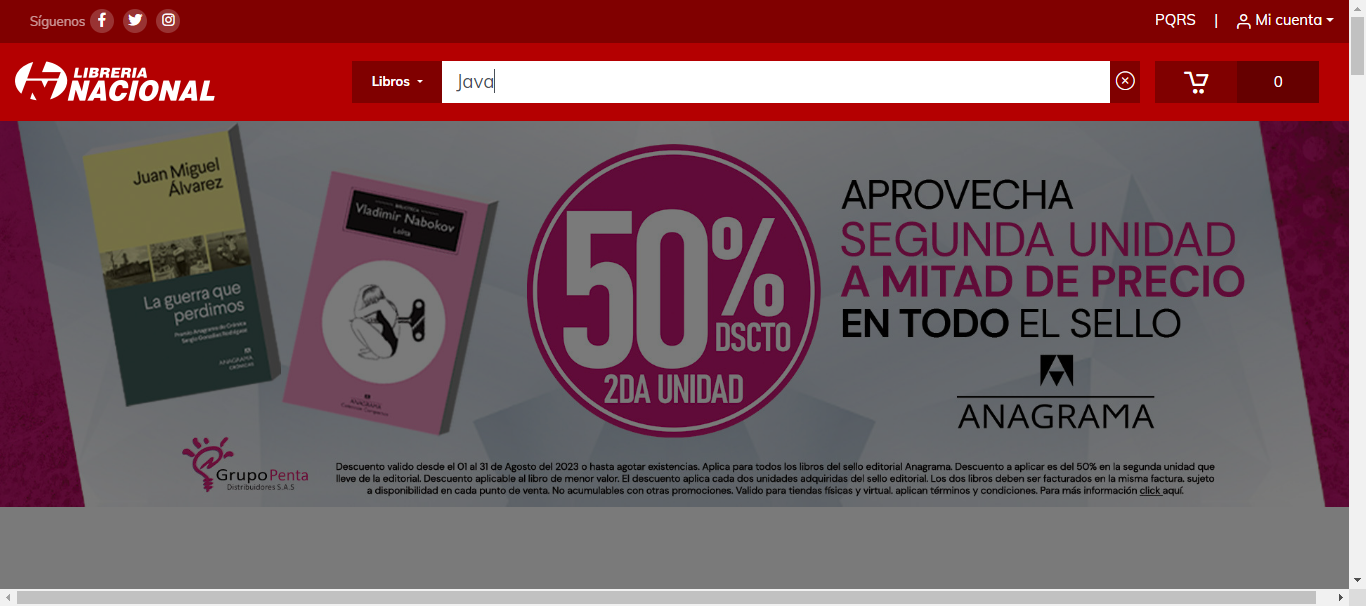 Síguenos
PQRS | Mi cuenta
LIBRERIA
NACIONAL
Libros
Java
0
Juan Miguel
Álvarez
La guerra que
perdimos
Premio Anagrama de Crónica
Sergio González Rodríguez
ANAGRAMA
CRÓNICAS
Vladimir Nabokov
Lolita
ANAGRAMA
50%
DSCTO
2DA UNIDAD
APROVECHA
SEGUNDA UNIDAD
A MITAD DE PRECIO
EN TODO EL SELLO
ANAGRAMA
GrupoPenta
Distribuidores S.A.S
Descuento valido desde el 01 al 31 de Agosto del 2023 o hasta agotar existencias. Aplica para todos los libros del sello editorial Anagrama. Descuento a aplicar es del 50% en la segunda unidad que
lleve de la editorial. Descuento aplicable al libro de menor valor. El descuento aplica cada dos unidades adquiridas del sello editorial. Los dos libros deben ser facturados en la misma factura. sujeto
a disponibilidad en cada punto de venta. No acumulables con otras promociones. Valido para tiendas físicas y virtual. aplican términos y condiciones. Para más información click aquí.